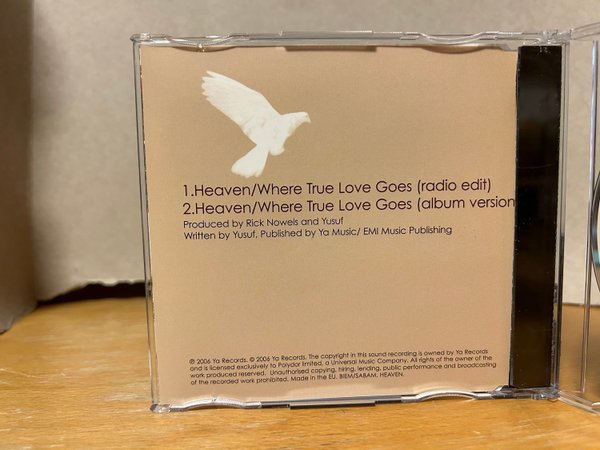 1.Heaven/Where True Love Goes (radio edit)
2.Heaven/Where True Love Goes (album version
Produced by Rick Nowels and Yusuf
Written by Yusuf, Published by Ya Music/ EMI Music Publishing
℗ 2006 Ya Records. © 2006 Ya Records. The copyright in this sound recording is owned by Ya Records
and is licensed exclusively to Polydor limited, a Universal Music Company. All rights of the owner of the
work produced reserved. Unauthorised copying, hiring, lending, public performance and broadcasting
of the recorded work prohibited. Made in the EU. BIEM/SABAM. HEAVEN.